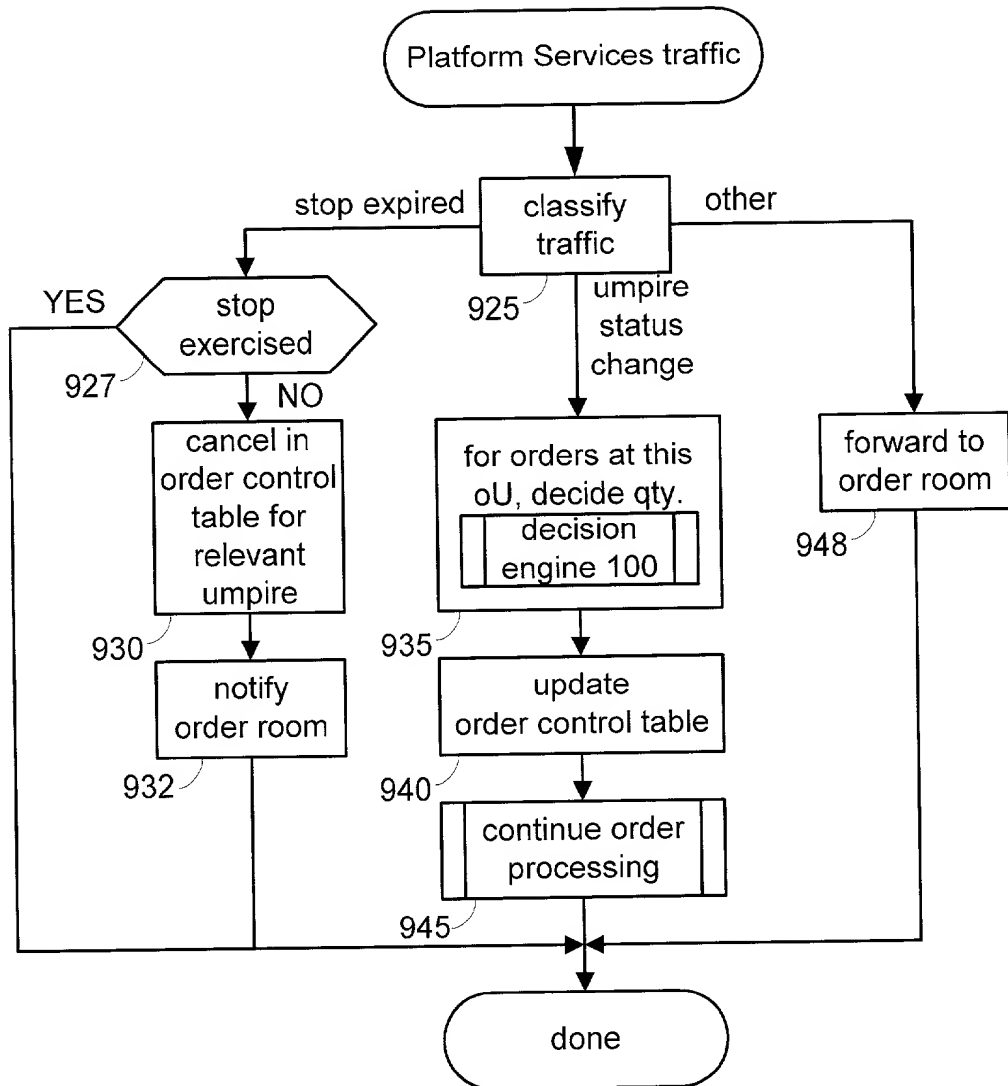 Platform Services traffic
classify
traffic
925
stop expired
other
umpire
status
change
YES
stop
exercised
927
NO
cancel in
order control
table for
relevant
umpire
930
notify
order room
932
for orders at this
oU, decide qty.
decision
engine 100
935
update
order control table
940
continue order
processing
945
forward to
order room
948
done